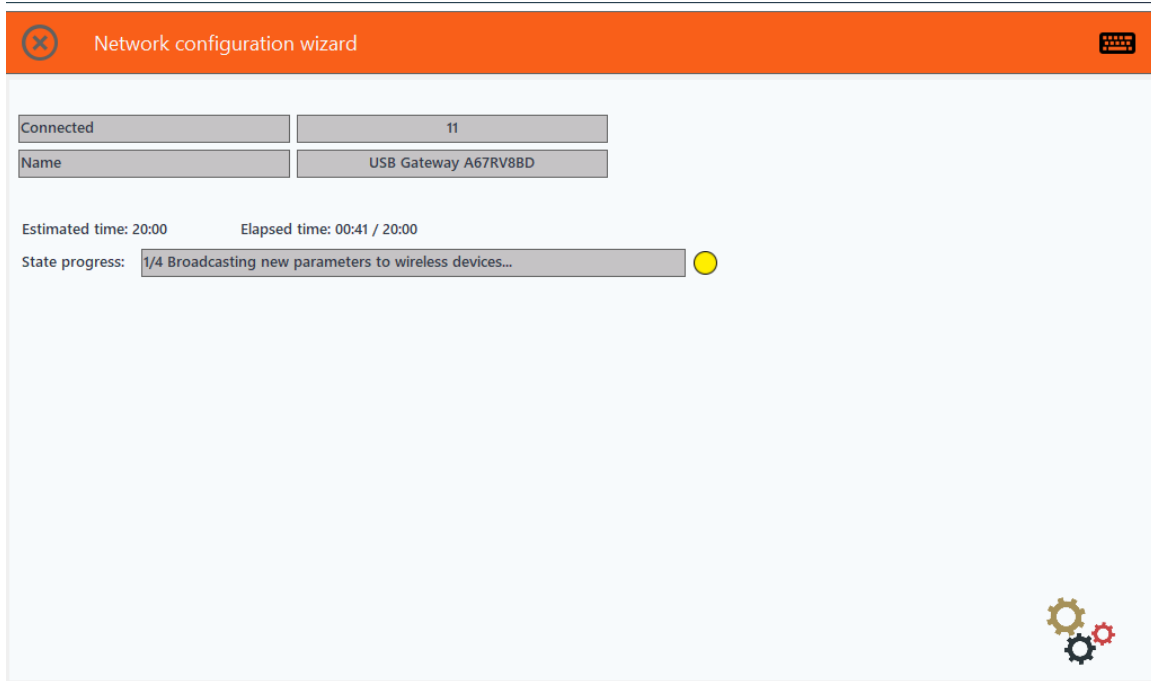 Network configuration wizard
Connected 11
Name USB Gateway A67RV8BD
Estimated time: 20:00 Elapsed time: 00:41 / 20:00
State progress: 1/4 Broadcasting new parameters to wireless devices...